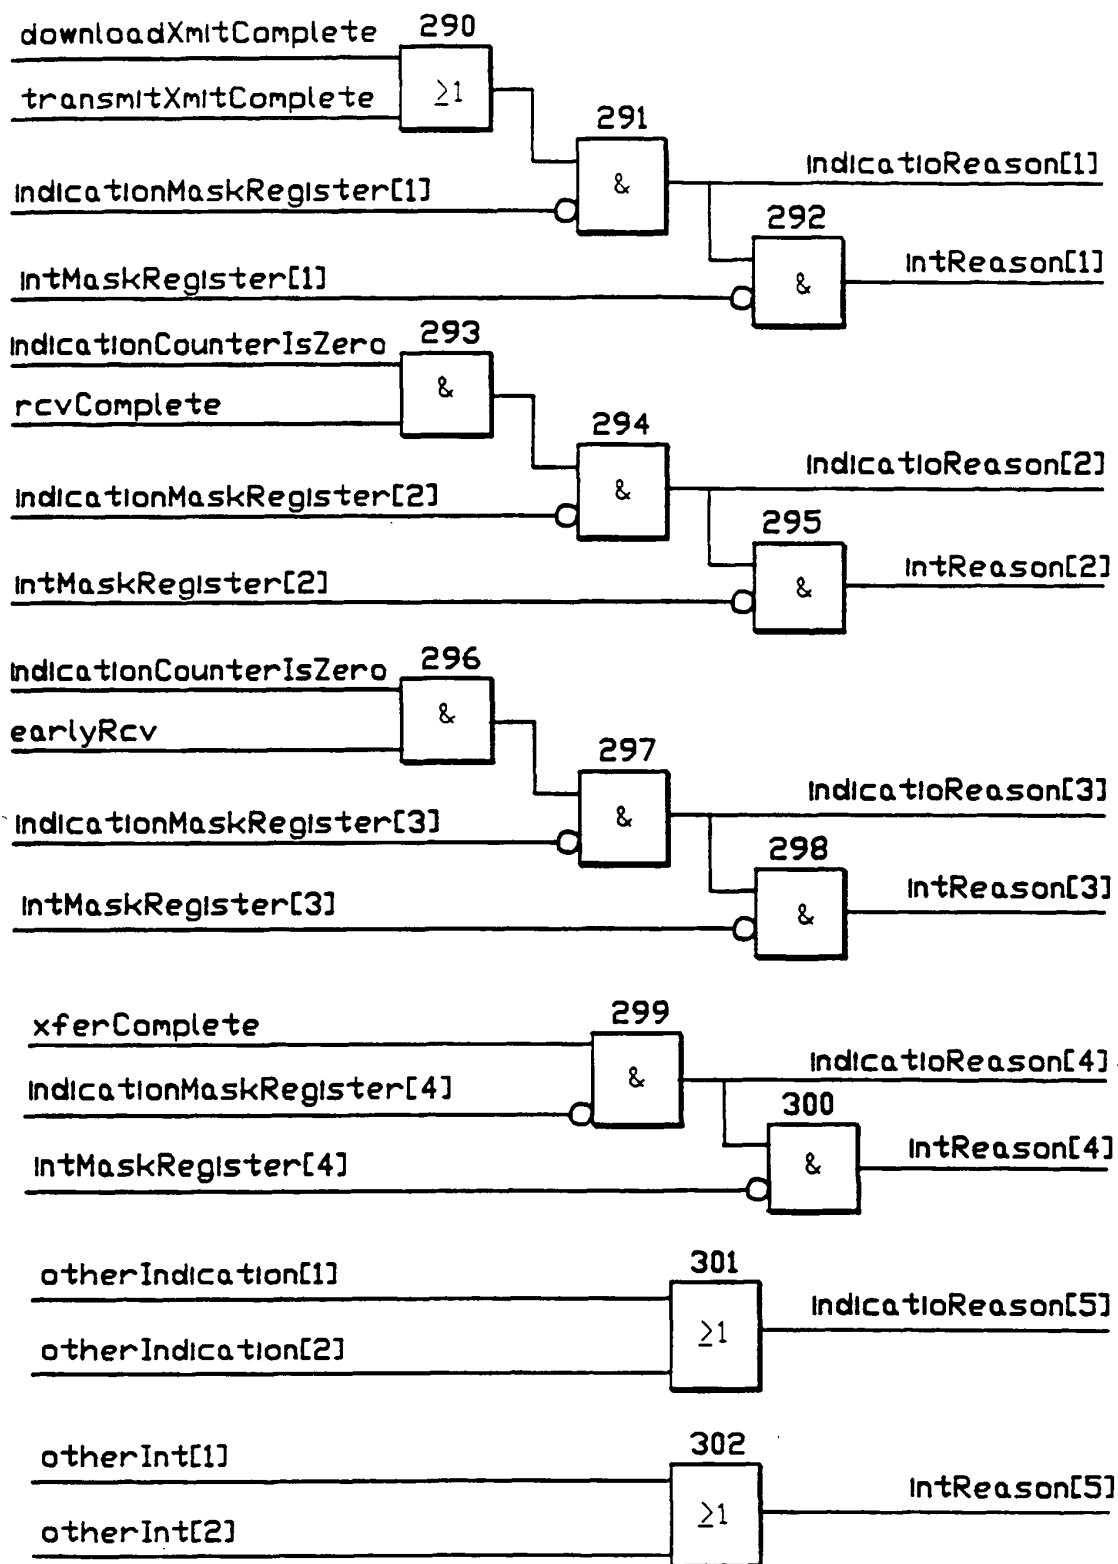 downloadXmitComplete
290
≥1
transmitXmitComplete
291
&
indicatioReason[1]
indicationMaskRegister[1]
292
&
intReason[1]
intMaskRegister[1]
indicationCounterIsZero
293
&
rcvComplete
294
&
indicatioReason[2]
indicationMaskRegister[2]
295
&
intReason[2]
intMaskRegister[2]
indicationCounterIsZero
296
&
earlyRcv
297
&
indicatioReason[3]
indicationMaskRegister[3]
298
&
intReason[3]
intMaskRegister[3]
xferComplete
299
&
indicatioReason[4]
indicationMaskRegister[4]
300
&
intReason[4]
intMaskRegister[4]
otherIndication[1]
301
≥1
indicatioReason[5]
otherIndication[2]
otherInt[1]
302
≥1
intReason[5]
otherInt[2]